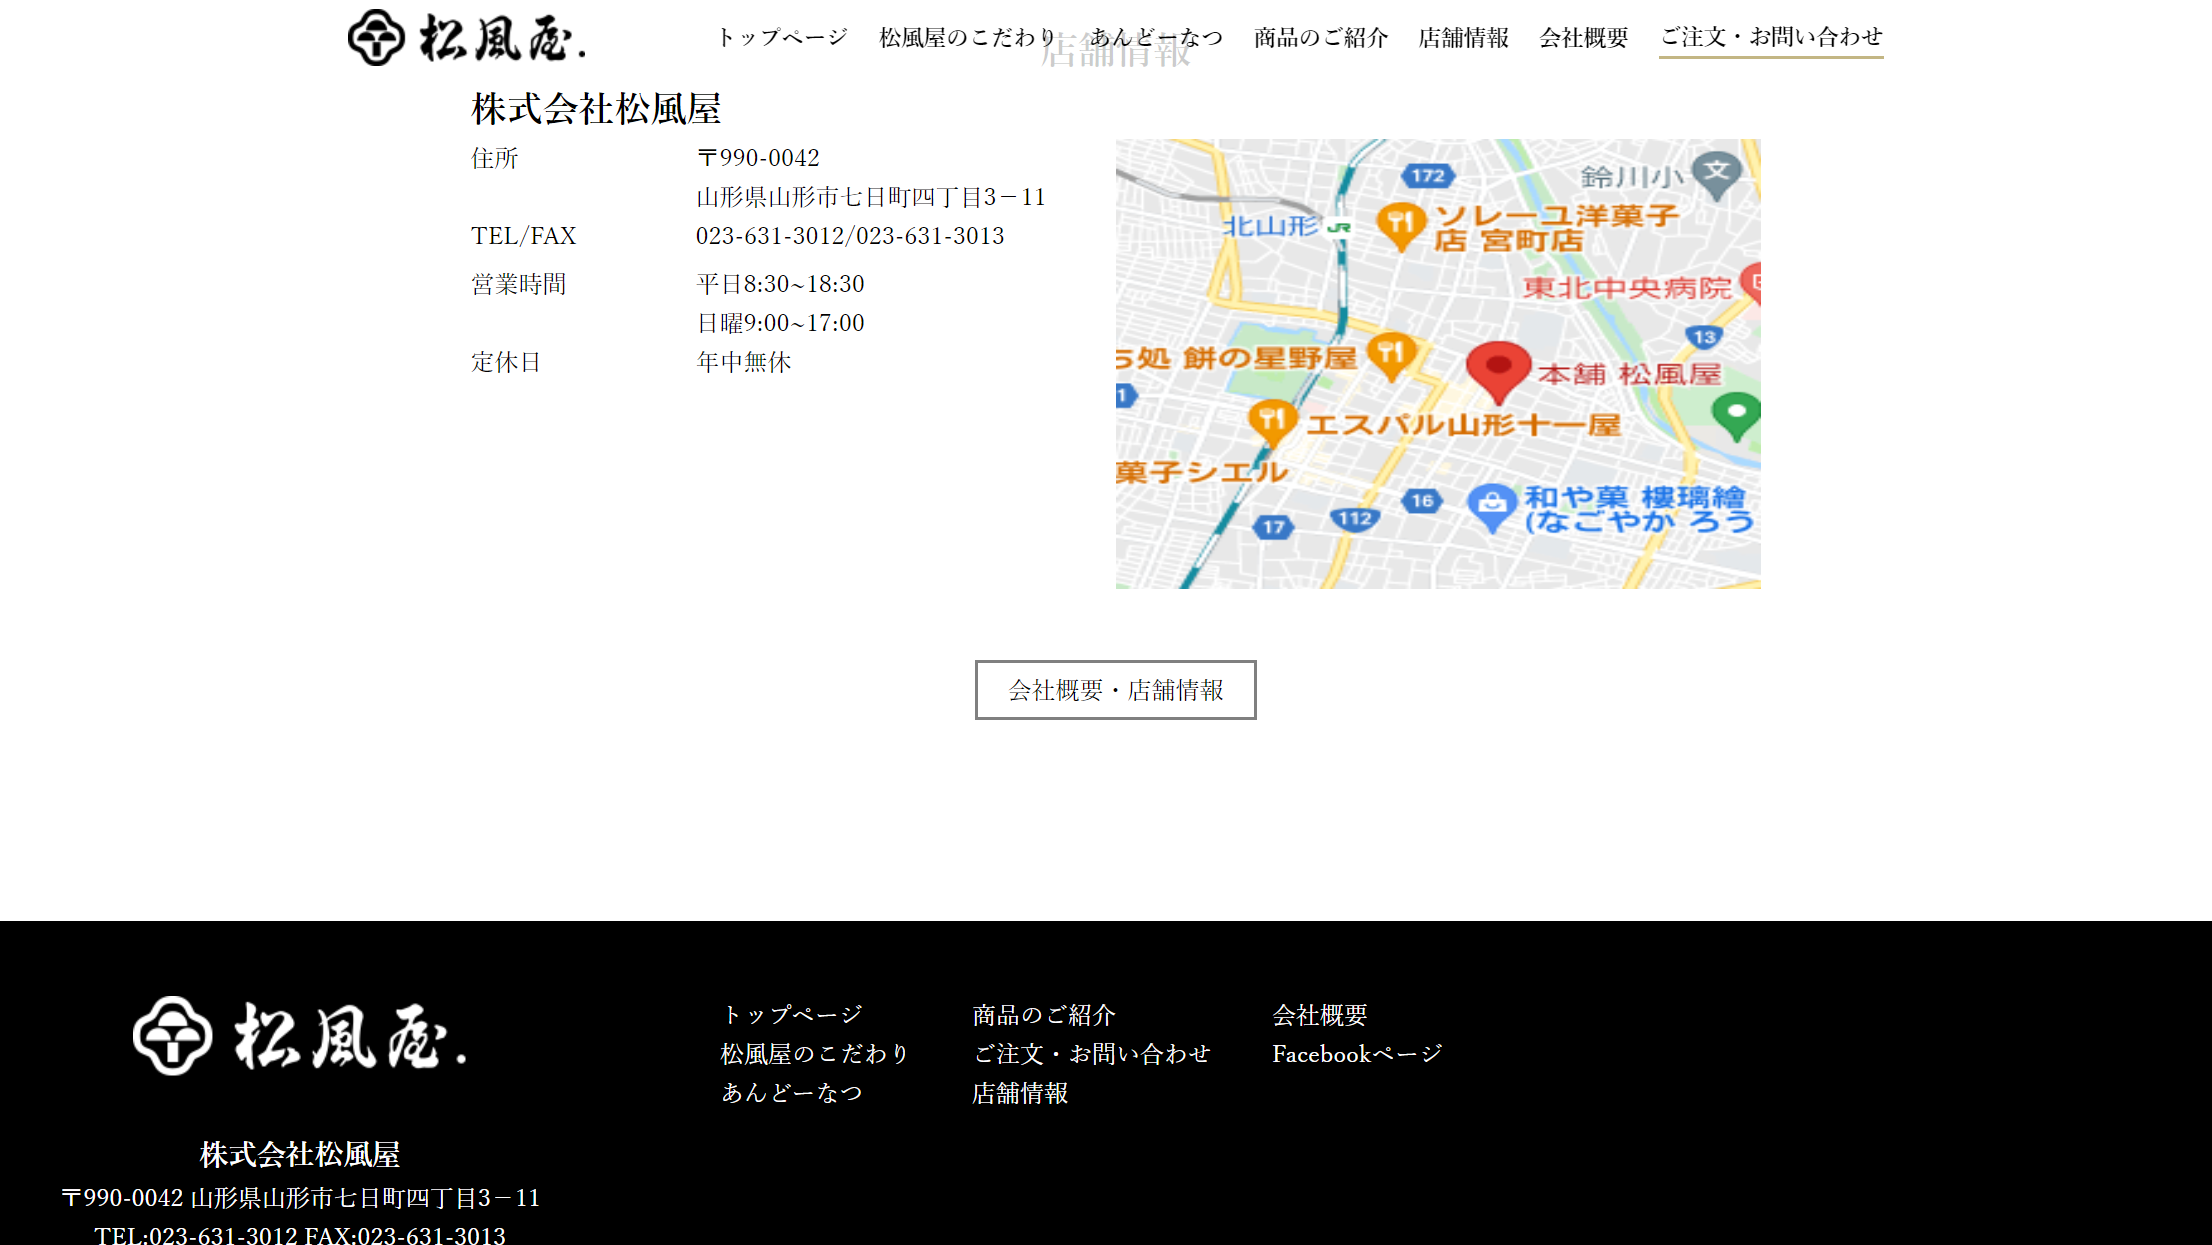 松風屋.
トップページ 松風屋のこだわり あんどーなつ 商品のご紹介 店舗情報 会社概要 ご注文・お問い合わせ
店舗情報
株式会社松風屋
住所 〒990-0042
山形県山形市七日町四丁目3－11
TEL/FAX 023-631-3012/023-631-3013
営業時間 平日8:30~18:30
日曜9:00~17:00
定休日 年中無休
172
鈴川小
文
北山形 JR
ソレーユ洋菓子
店 宮町店
東北中央病院
13
ち処 餅の星野屋
本舗 松風屋
1
エスパル山形十一屋
菓子シエル
16
和や菓 樓璃繪
(なごやか ろう
17
112
会社概要・店舗情報
松風屋.
トップページ 商品のご紹介 会社概要
松風屋のこだわり ご注文・お問い合わせ Facebookページ
あんどーなつ 店舗情報
株式会社松風屋
〒990-0042 山形県山形市七日町四丁目3－11
TEL:023-631-3012 FAX:023-631-3013